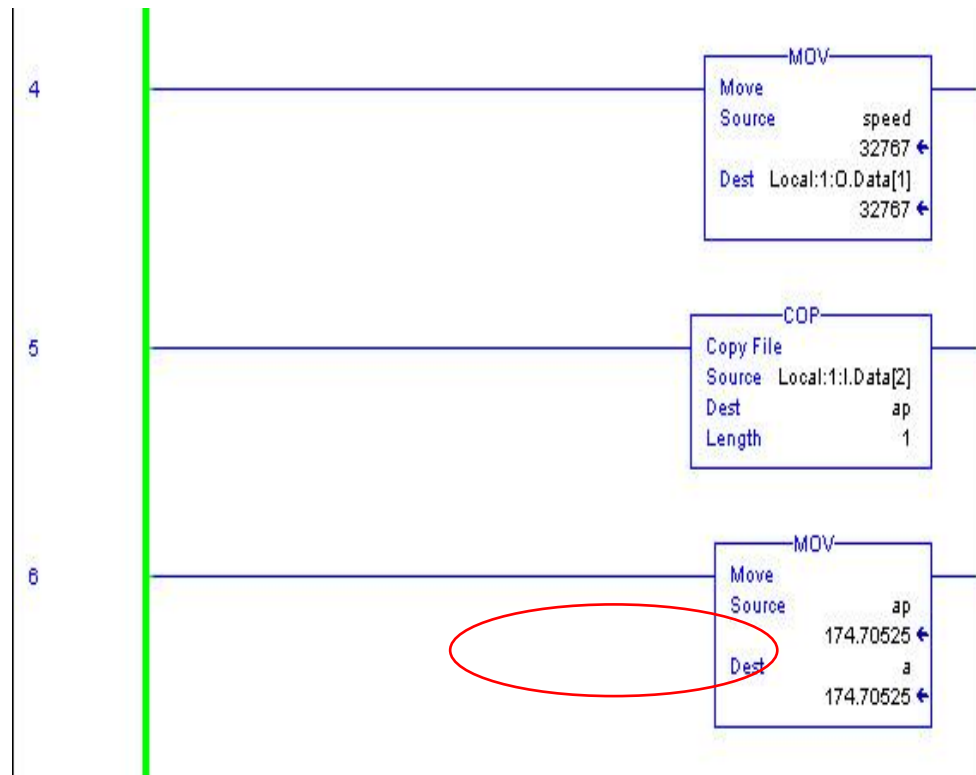 4
MOV
Move
Source speed
32767
Dest Local:1:O.Data[1]
32767
5
COP
Copy File
Source Local:1:I.Data[2]
Dest ap
Length 1
6
MOV
Move
Source ap
174.70525
Dest a
174.70525